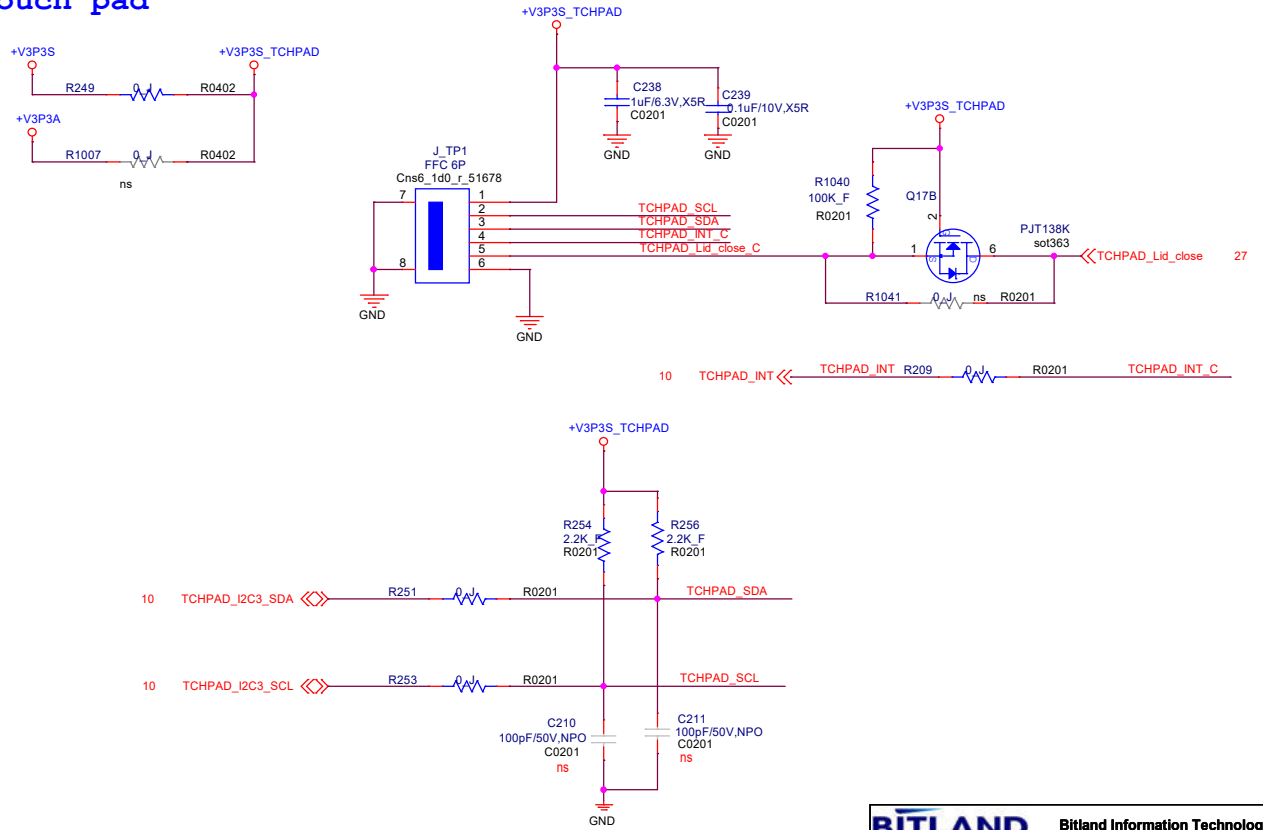 ouch pad
+V3P3S
+V3P3S_TCHPAD
R249
0_J
R0402
+V3P3A
R1007
0_J
R0402
ns
+V3P3S_TCHPAD
C238
1uF/6.3V,X5R
C0201
GND
C239
0.1uF/10V,X5R
C0201
GND
J_TP1
FFC 6P
Cns6_1d0_r_51678
7
8
1
2
3
4
5
6
TCHPAD_SCL
TCHPAD_SDA
TCHPAD_INT_C
TCHPAD_Lid_close_C
GND
GND
+V3P3S_TCHPAD
R1040
100K_F
R0201
Q17B
2
G
1
S
D
6
PJT138K
sot363
TCHPAD_Lid_close
27
R1041
0_J
ns
R0201
10
TCHPAD_INT
TCHPAD_INT
R209
0_J
R0201
TCHPAD_INT_C
+V3P3S_TCHPAD
R254
2.2K_F
R0201
R256
2.2K_F
R0201
10
TCHPAD_I2C3_SDA
R251
0_J
R0201
TCHPAD_SDA
10
TCHPAD_I2C3_SCL
R253
0_J
R0201
TCHPAD_SCL
C210
100pF/50V,NPO
C0201
ns
C211
100pF/50V,NPO
C0201
ns
GND
BITLAND
Bitland Information Technolog